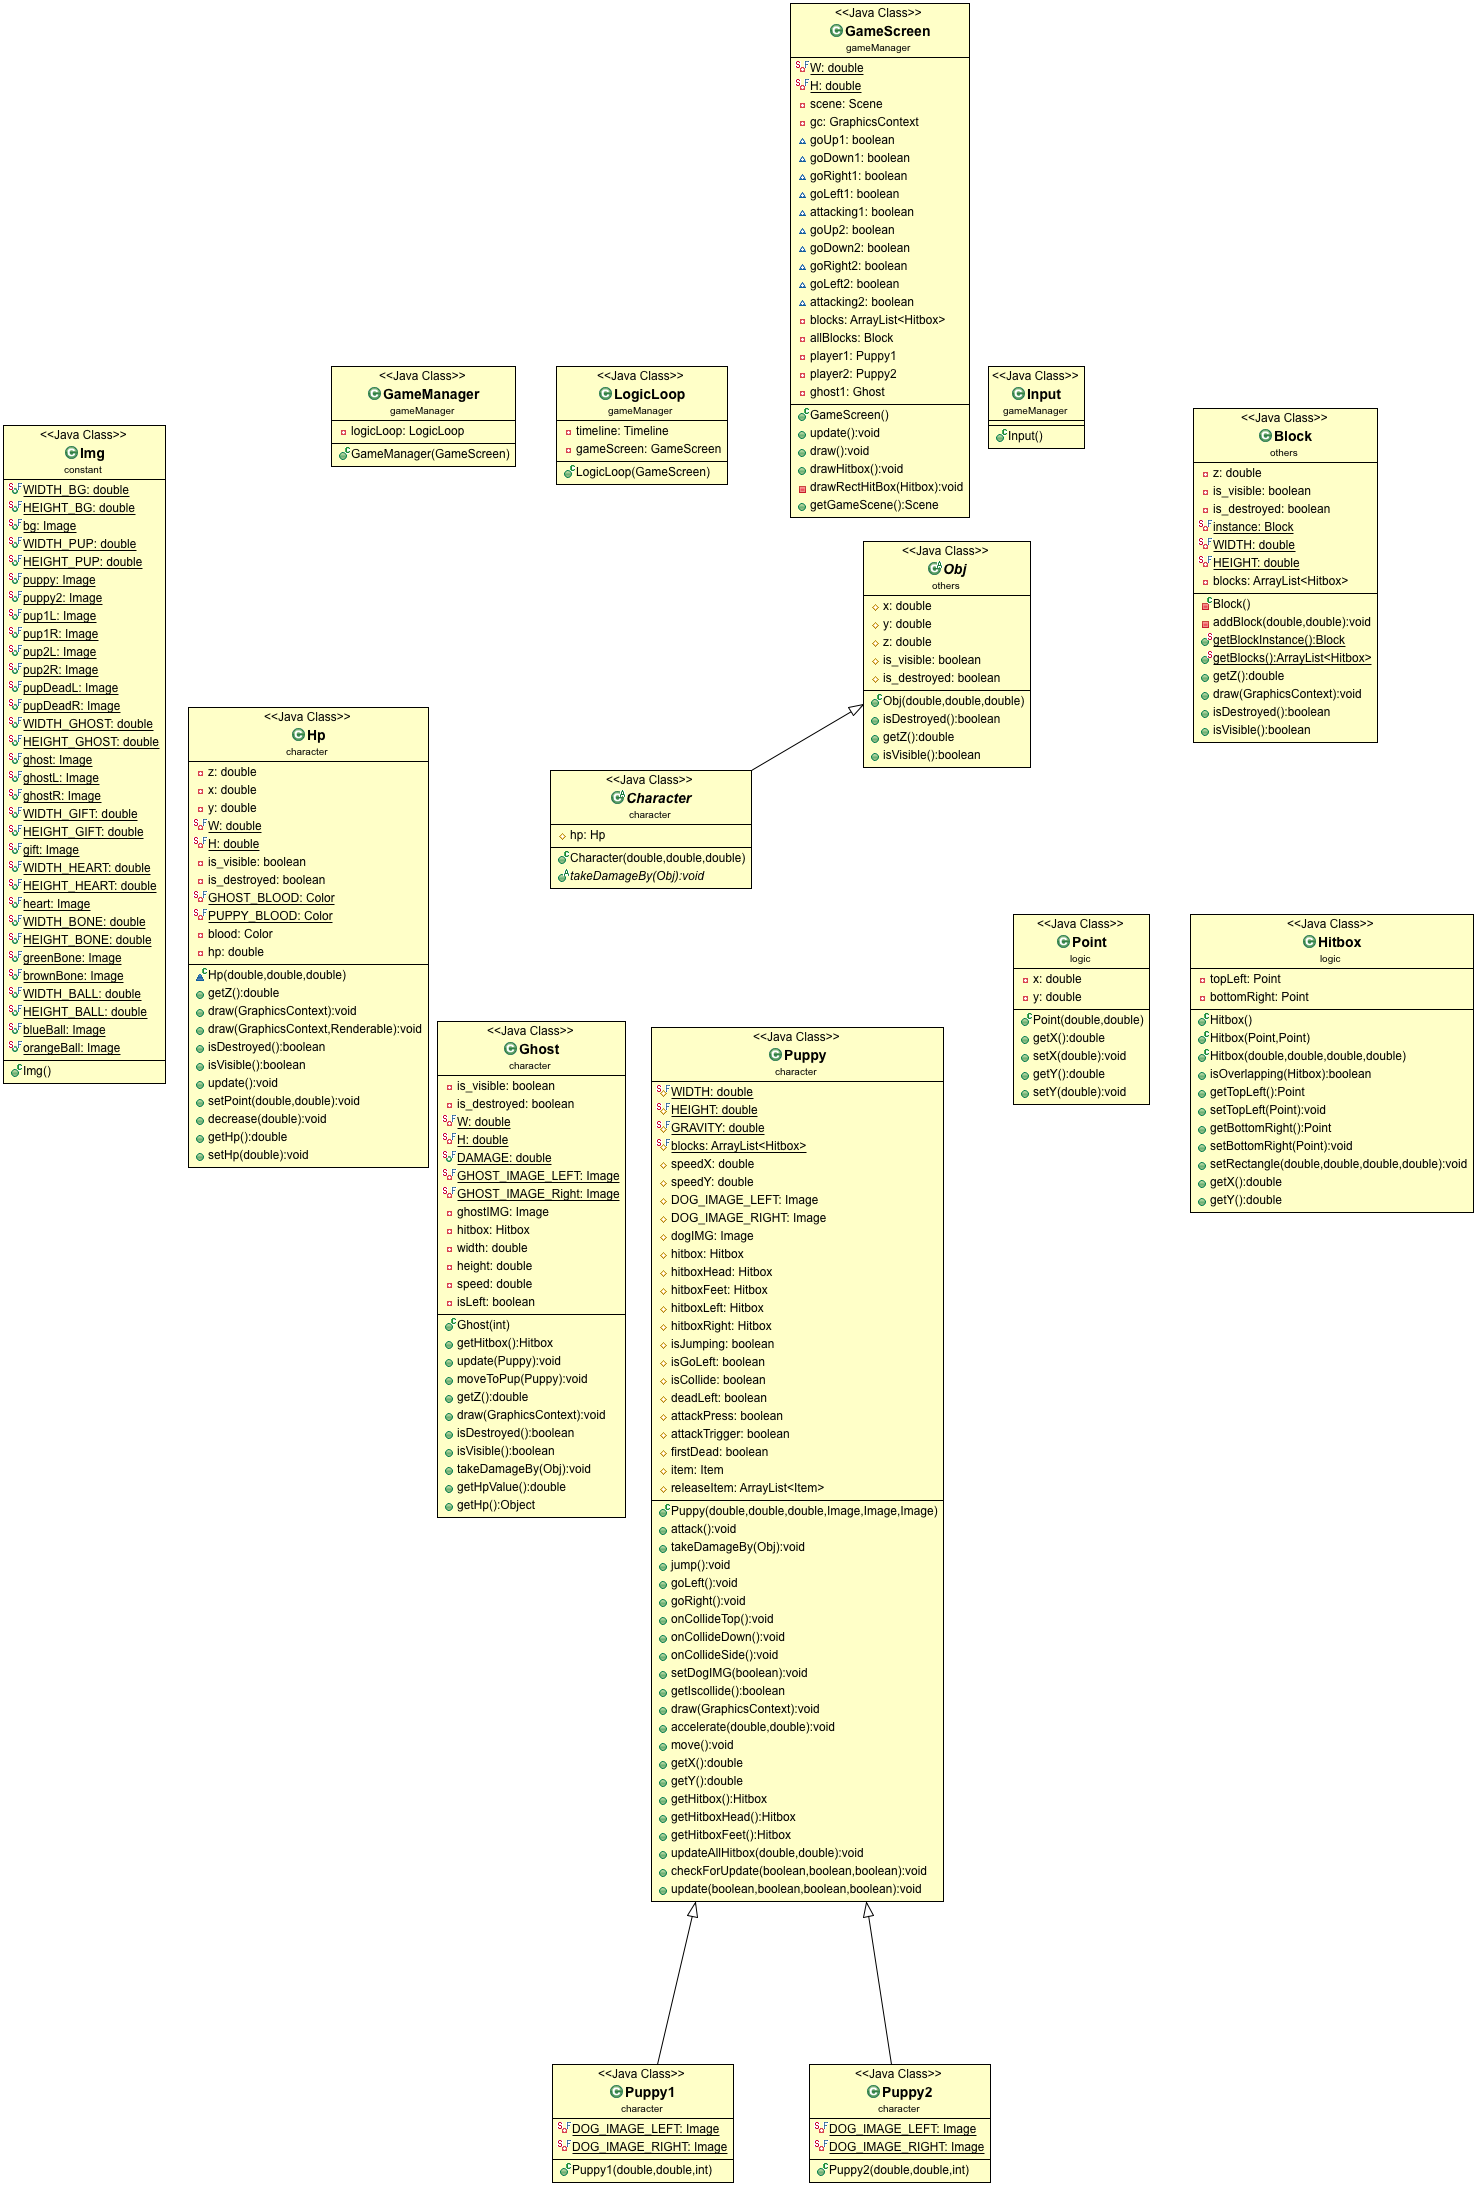 <<Java Class>>
GameScreen
gameManager
W: double
H: double
scene: Scene
gc: GraphicsContext
goUp1: boolean
goDown1: boolean
goRight1: boolean
goLeft1: boolean
attacking1: boolean
goUp2: boolean
goDown2: boolean
goRight2: boolean
goLeft2: boolean
attacking2: boolean
blocks: ArrayList<Hitbox>
allBlocks: Block
player1: Puppy1
player2: Puppy2
ghost1: Ghost
GameScreen()
update():void
draw():void
drawHitbox():void
drawRectHitBox(Hitbox):void
getGameScene():Scene
<<Java Class>>
GameManager
gameManager
logicLoop: LogicLoop
GameManager(GameScreen)
<<Java Class>>
LogicLoop
gameManager
timeline: Timeline
gameScreen: GameScreen
LogicLoop(GameScreen)
<<Java Class>>
Input
gameManager
Input()
<<Java Class>>
Block
others
z: double
is_visible: boolean
is_destroyed: boolean
instance: Block
WIDTH: double
HEIGHT: double
blocks: ArrayList<Hitbox>
Block()
addBlock(double,double):void
getBlockInstance():Block
getBlocks():ArrayList<Hitbox>
getZ():double
draw(GraphicsContext):void
isDestroyed():boolean
isVisible():boolean
<<Java Class>>
Img
constant
WIDTH_BG: double
HEIGHT_BG: double
bg: Image
WIDTH_PUP: double
HEIGHT_PUP: double
puppy: Image
puppy2: Image
pup1L: Image
pup1R: Image
pup2L: Image
pup2R: Image
pupDeadL: Image
pupDeadR: Image
WIDTH_GHOST: double
HEIGHT_GHOST: double
ghost: Image
ghostL: Image
ghostR: Image
WIDTH_GIFT: double
HEIGHT_GIFT: double
gift: Image
WIDTH_HEART: double
HEIGHT_HEART: double
heart: Image
WIDTH_BONE: double
HEIGHT_BONE: double
greenBone: Image
brownBone: Image
WIDTH_BALL: double
HEIGHT_BALL: double
blueBall: Image
orangeBall: Image
Img()
<<Java Class>>
Obj
others
x: double
y: double
z: double
is_visible: boolean
is_destroyed: boolean
Obj(double,double,double)
isDestroyed():boolean
getZ():double
isVisible():boolean
<<Java Class>>
Hp
character
z: double
x: double
y: double
W: double
H: double
is_visible: boolean
is_destroyed: boolean
GHOST_BLOOD: Color
PUPPY_BLOOD: Color
blood: Color
hp: double
Hp(double,double,double)
getZ():double
draw(GraphicsContext):void
draw(GraphicsContext,Renderable):void
isDestroyed():boolean
isVisible():boolean
update():void
setPoint(double,double):void
decrease(double):void
getHp():double
setHp(double):void
<<Java Class>>
Character
character
hp: Hp
Character(double,double,double)
takeDamageBy(Obj):void
<<Java Class>>
Point
logic
x: double
y: double
Point(double,double)
getX():double
setX(double):void
getY():double
setY(double):void
<<Java Class>>
Hitbox
logic
topLeft: Point
bottomRight: Point
Hitbox()
Hitbox(Point,Point)
Hitbox(double,double,double,double)
isOverlapping(Hitbox):boolean
getTopLeft():Point
setTopLeft(Point):void
getBottomRight():Point
setBottomRight(Point):void
setRectangle(double,double,double,double):void
getX():double
getY():double
<<Java Class>>
Ghost
character
is_visible: boolean
is_destroyed: boolean
W: double
H: double
DAMAGE: double
GHOST_IMAGE_LEFT: Image
GHOST_IMAGE_Right: Image
ghostIMG: Image
hitbox: Hitbox
width: double
height: double
speed: double
isLeft: boolean
Ghost(int)
getHitbox():Hitbox
update(Puppy):void
moveToPup(Puppy):void
getZ():double
draw(GraphicsContext):void
isDestroyed():boolean
isVisible():boolean
takeDamageBy(Obj):void
getHpValue():double
getHp():Object
<<Java Class>>
Puppy
character
WIDTH: double
HEIGHT: double
GRAVITY: double
blocks: ArrayList<Hitbox>
speedX: double
speedY: double
DOG_IMAGE_LEFT: Image
DOG_IMAGE_RIGHT: Image
dogIMG: Image
hitbox: Hitbox
hitboxHead: Hitbox
hitboxFeet: Hitbox
hitboxLeft: Hitbox
hitboxRight: Hitbox
isJumping: boolean
isGoLeft: boolean
isCollide: boolean
deadLeft: boolean
attackPress: boolean
attackTrigger: boolean
firstDead: boolean
item: Item
releaseItem: ArrayList<Item>
Puppy(double,double,double,Image,Image,Image)
attack():void
takeDamageBy(Obj):void
jump():void
goLeft():void
goRight():void
onCollideTop():void
onCollideDown():void
onCollideSide():void
setDogIMG(boolean):void
getIscollide():boolean
draw(GraphicsContext):void
accelerate(double,double):void
move():void
getX():double
getY():double
getHitbox():Hitbox
getHitboxHead():Hitbox
getHitboxFeet():Hitbox
updateAllHitbox(double,double):void
checkForUpdate(boolean,boolean,boolean):void
update(boolean,boolean,boolean,boolean):void
<<Java Class>>
Puppy1
character
DOG_IMAGE_LEFT: Image
DOG_IMAGE_RIGHT: Image
Puppy1(double,double,int)
<<Java Class>>
Puppy2
character
DOG_IMAGE_LEFT: Image
DOG_IMAGE_RIGHT: Image
Puppy2(double,double,int)